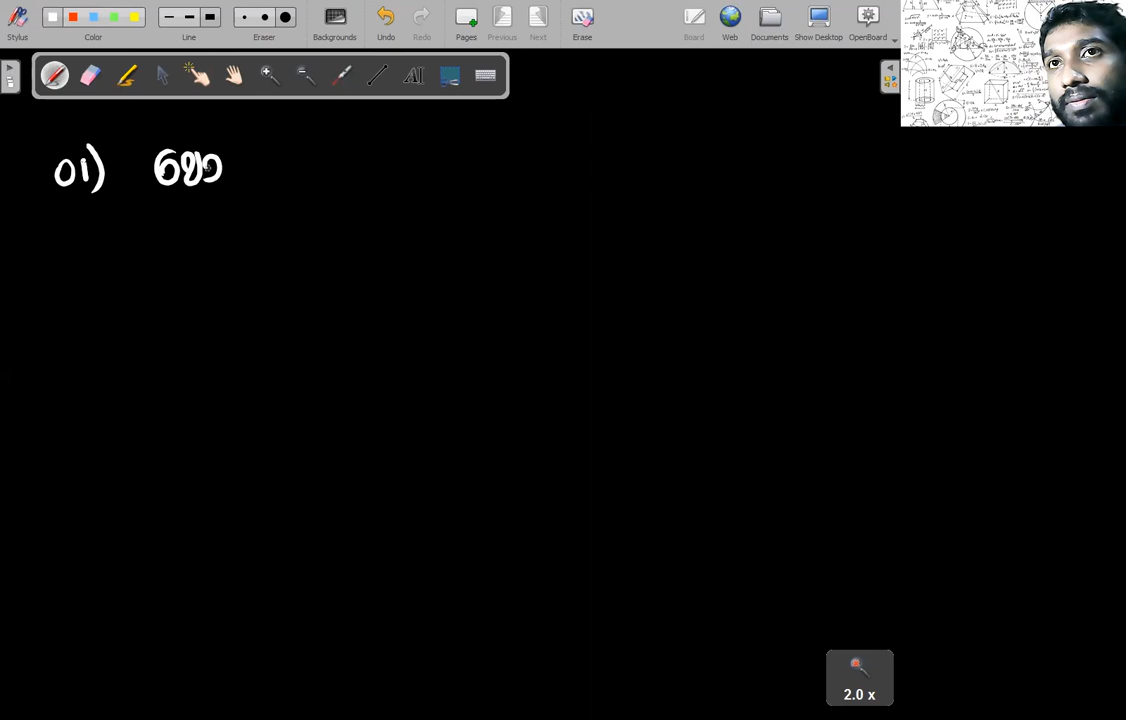 Stylus
Color
Line
Eraser
Backgrounds
Undo
Redo
Pages
Previous
Next
Erase
Board
Web
Documents
Show Desktop
OpenBoard
01)
2.0 x